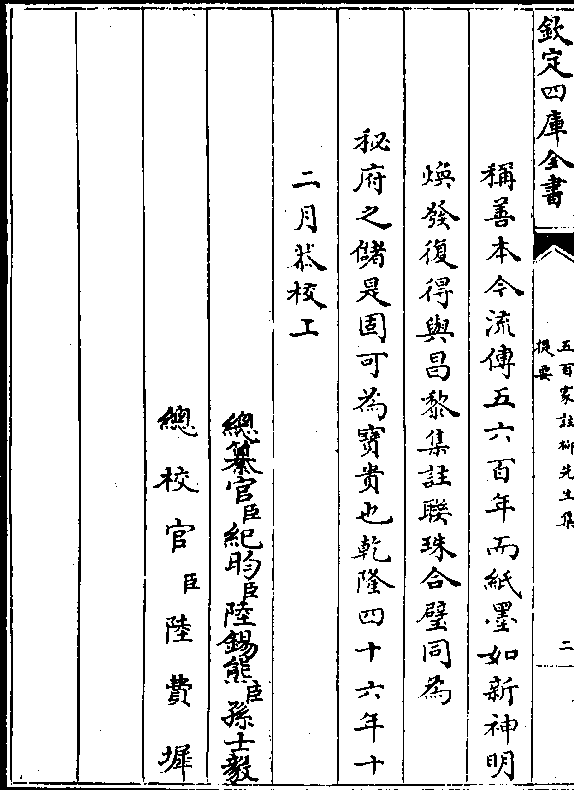 欽定四庫全書
五百家註柳先生集
提要
二
稱善本今流傳五六百年而紙墨如新神明
煥發復得與昌黎集註聯珠合璧同為
秘府之儲是固可為寶貴也乾隆四十六年十
二月恭校上
總纂官臣紀昀臣陸錫熊臣孫士毅
總校官臣陸費墀